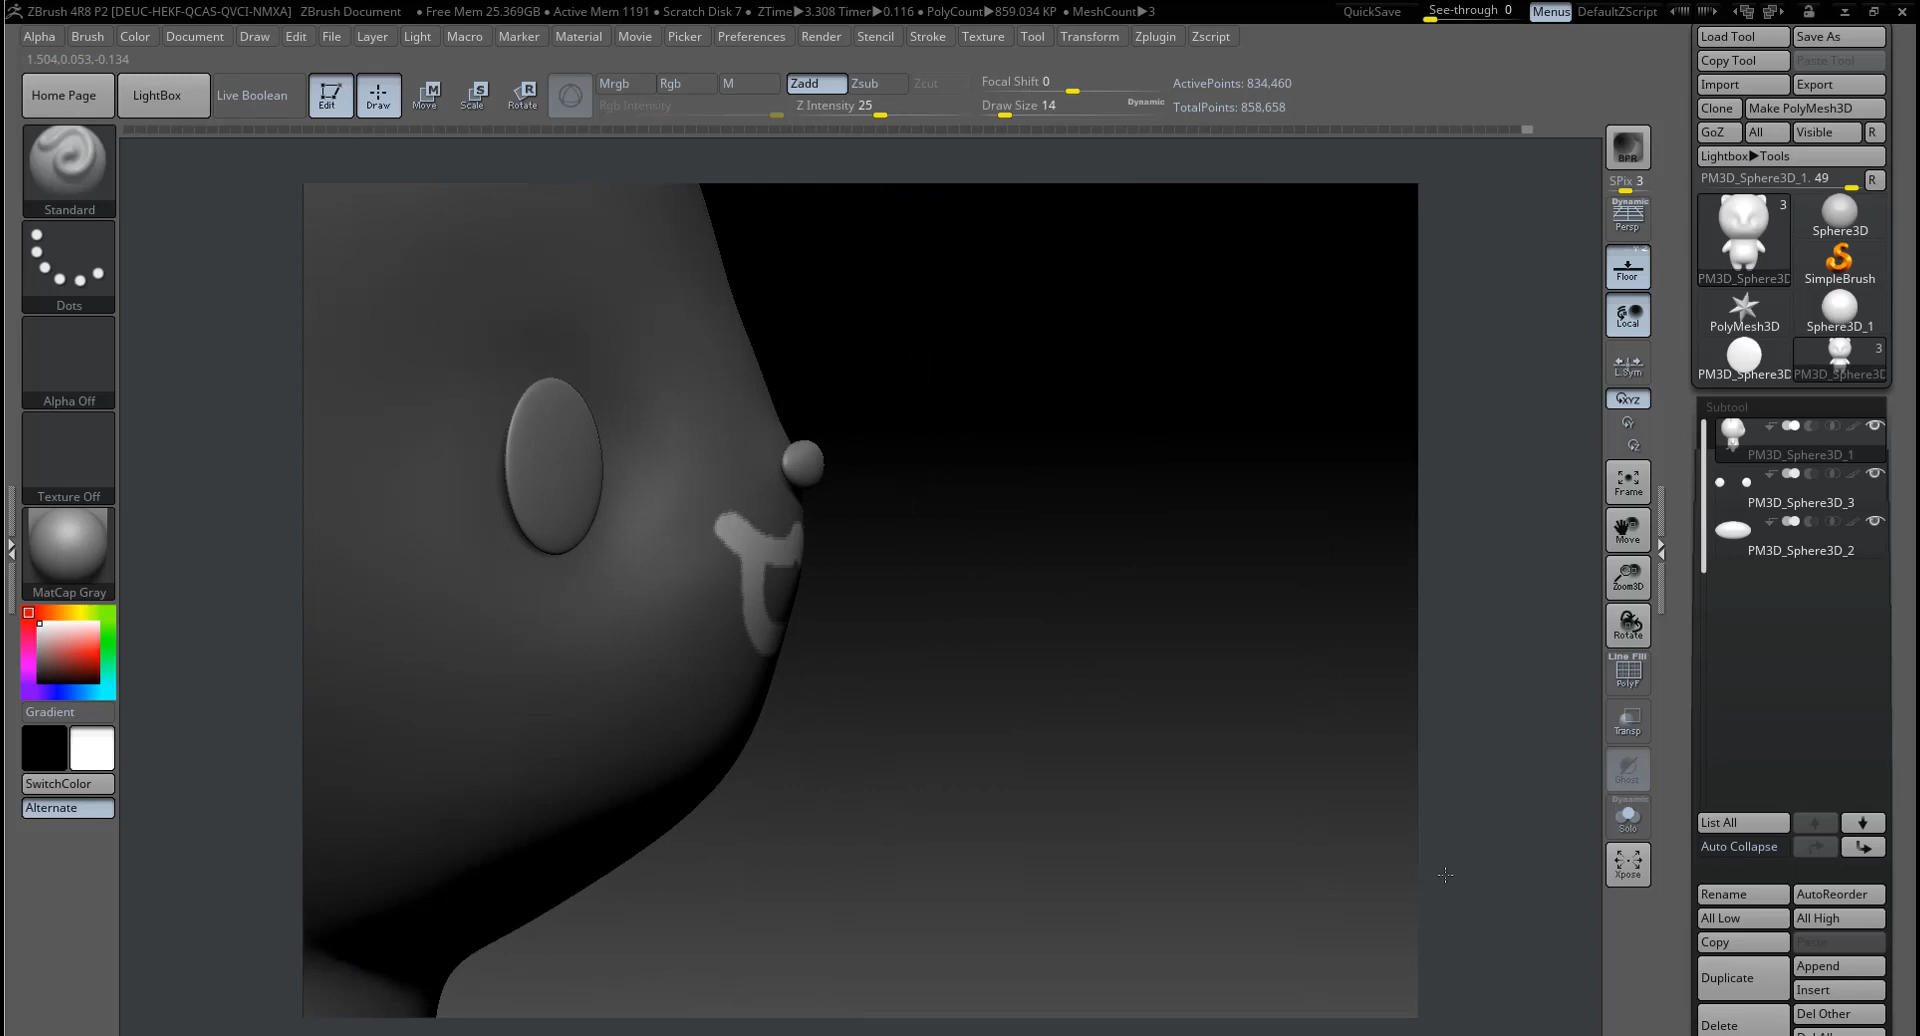 ZBrush 4R8 P2 [DEUC-HEKF-QCAS-QVCI-NMXA] ZBrush Document • Free Mem 25.369GB • Active Mem 1191 • Scratch Disk 7 • ZTime▶3.308 Timer▶0.116 • PolyCount▶859.034 KP • MeshCount▶3 QuickSave See-through 0 Menus DefaultZScript
Alpha Brush Color Document Draw Edit File Layer Light Macro Marker Material Movie Picker Preferences Render Stencil Stroke Texture Tool Transform Zplugin Zscript
1.504,0.053,-0.134
Home Page LightBox Live Boolean Edit Draw Move Scale Rotate
Mrgb Rgb M Zadd Zsub Zcut Focal Shift 0 ActivePoints: 834,460
Rgb Intensity Z Intensity 25 Draw Size 14 Dynamic TotalPoints: 858,658
Standard
Dots
Alpha Off
Texture Off
MatCap Gray
Gradient
SwitchColor
Alternate
BPR
SPix 3
Dynamic
Persp
Floor
Local
L.Sym
XYZ
Frame
Move
Zoom3D
Rotate
Line Fill
PolyF
Transp
Ghost
Dynamic
Solo
Xpose
Load Tool Save As
Copy Tool Paste Tool
Import Export
Clone Make PolyMesh3D
GoZ All Visible R
Lightbox▶Tools
PM3D_Sphere3D_1. 49 R
3
Sphere3D
PM3D_Sphere3D SimpleBrush
PolyMesh3D Sphere3D_1
3
PM3D_Sphere3D PM3D_Sphere3D
Subtool
PM3D_Sphere3D_1
PM3D_Sphere3D_3
PM3D_Sphere3D_2
List All
Auto Collapse
Rename AutoReorder
All Low All High
Copy Paste
Duplicate Append
Insert
Delete Del Other